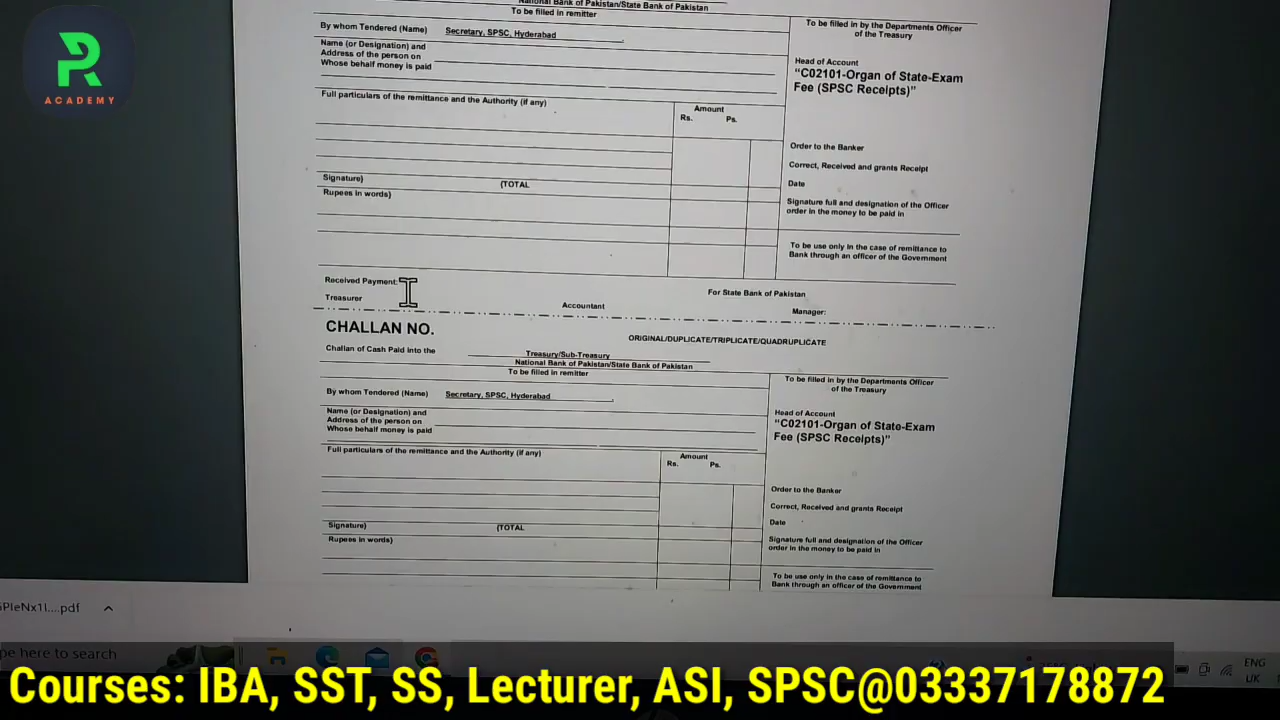 R
ACADEMY
National Bank of Pakistan/State Bank of Pakistan
To be filled in remitter
By whom Tendered (Name) Secretary, SPSC, Hyderabad
Name (or Designation) and
Address of the person on
Whose behalf money is paid
To be filled in by the Departments Officer
of the Treasury
Head of Account
"C02101-Organ of State-Exam
Fee (SPSC Receipts)"
Full particulars of the remittance and the Authority (if any)
Amount
Rs. Ps.
Order to the Banker
Correct, Received and grants Receipt
Date
Signature) (TOTAL
Rupees in words)
Signature full and designation of the Officer
order in the money to be paid in
To be use only in the case of remittance to
Bank through an officer of the Government
Received Payment:
For State Bank of Pakistan
Treasurer
Accountant
Manager:
CHALLAN NO.
ORIGINAL/DUPLICATE/TRIPLICATE/QUADRUPLICATE
Challan of Cash Paid into the
Treasury/Sub-Treasury
National Bank of Pakistan/State Bank of Pakistan
To be filled in remitter
By whom Tendered (Name) Secretary, SPSC, Hyderabad
Name (or Designation) and
Address of the person on
Whose behalf money is paid
To be filled in by the Departments Officer
of the Treasury
Head of Account
"C02101-Organ of State-Exam
Fee (SPSC Receipts)"
Full particulars of the remittance and the Authority (if any)
Amount
Rs. Ps.
Order to the Banker
Correct, Received and grants Receipt
Date
Signature) (TOTAL
Rupees in words)
Signature full and designation of the Officer
order in the money to be paid in
To be use only in the case of remittance to
Bank through an officer of the Government
pe here to search
ENG
UK
Courses: IBA, SST, SS, Lecturer, ASI, SPSC@03337178872